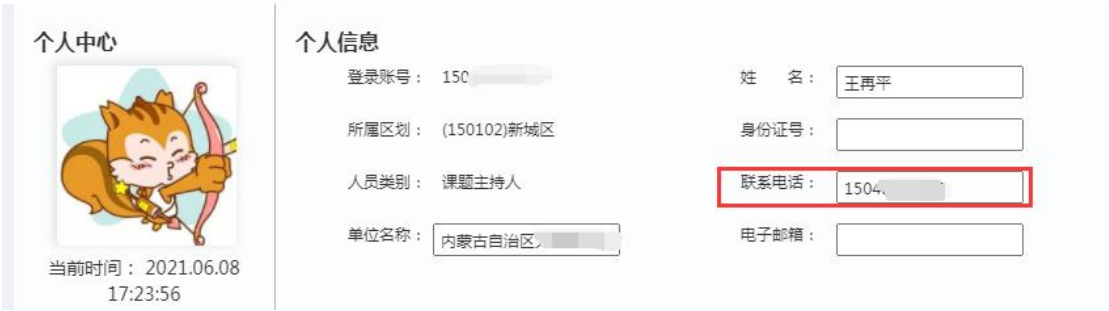 个人中心
当前时间： 2021.06.08
17:23:56
个人信息
登录账号： 150
姓 名： 王再平
所属区划： (150102)新城区
身份证号：
人员类别： 课题主持人
联系电话： 1504
单位名称： 内蒙古自治区
电子邮箱：